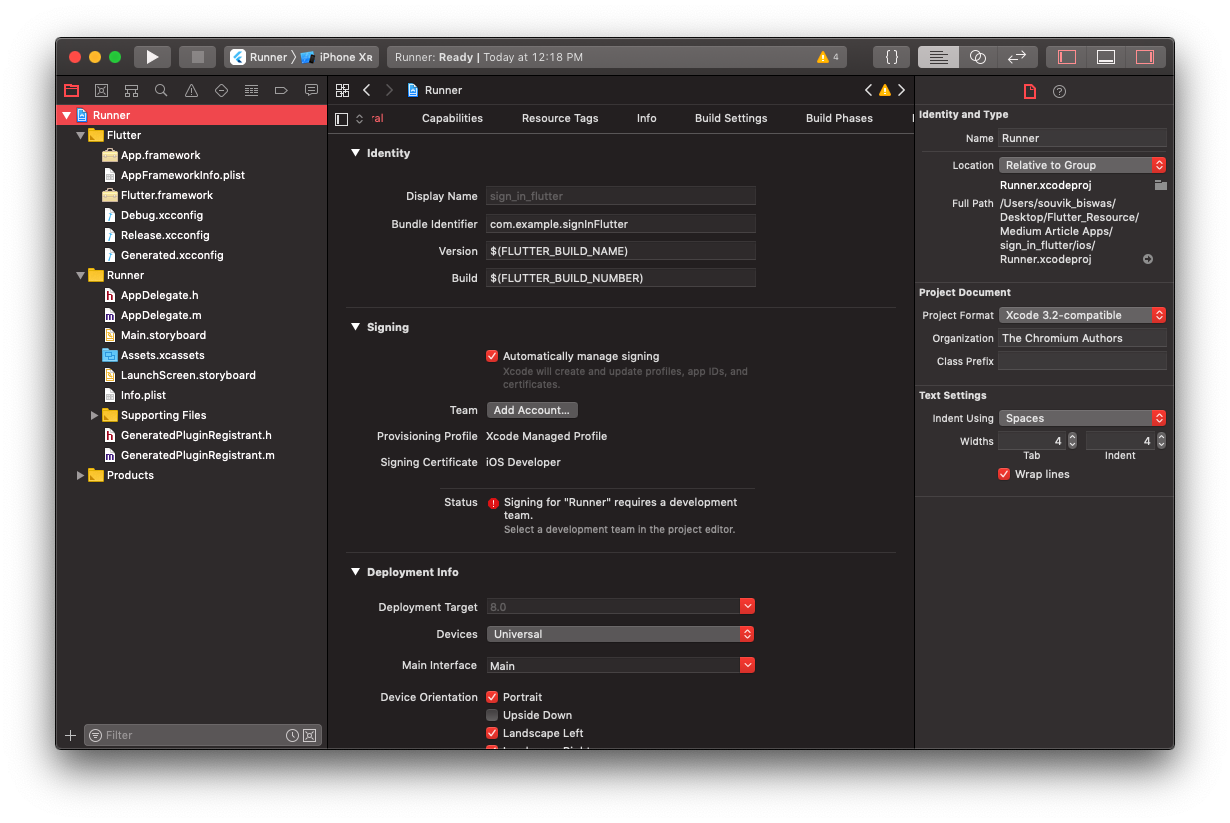 Runner 〉 iPhone XR
Runner: Ready | Today at 12:18 PM
4
{ }
Runner
Flutter
App.framework
AppFrameworkInfo.plist
Flutter.framework
Debug.xcconfig
Release.xcconfig
Generated.xcconfig
Runner
AppDelegate.h
AppDelegate.m
Main.storyboard
Assets.xcassets
LaunchScreen.storyboard
Info.plist
Supporting Files
GeneratedPluginRegistrant.h
GeneratedPluginRegistrant.m
Products
Filter
Runner
ral Capabilities Resource Tags Info Build Settings Build Phases
Identity
Display Name sign_in_flutter
Bundle Identifier com.example.signInFlutter
Version $(FLUTTER_BUILD_NAME)
Build $(FLUTTER_BUILD_NUMBER)
Signing
Automatically manage signing
Xcode will create and update profiles, app IDs, and
certificates.
Team Add Account...
Provisioning Profile Xcode Managed Profile
Signing Certificate iOS Developer
Status Signing for "Runner" requires a development
team.
Select a development team in the project editor.
Deployment Info
Deployment Target 8.0
Devices Universal
Main Interface Main
Device Orientation Portrait
Upside Down
Landscape Left
Landscape Right
Identity and Type
Name Runner
Location Relative to Group
Runner.xcodeproj
Full Path /Users/souvik_biswas/
Desktop/Flutter_Resource/
Medium Article Apps/
sign_in_flutter/ios/
Runner.xcodeproj
Project Document
Project Format Xcode 3.2-compatible
Organization The Chromium Authors
Class Prefix
Text Settings
Indent Using Spaces
Widths 4 4
Tab Indent
Wrap lines